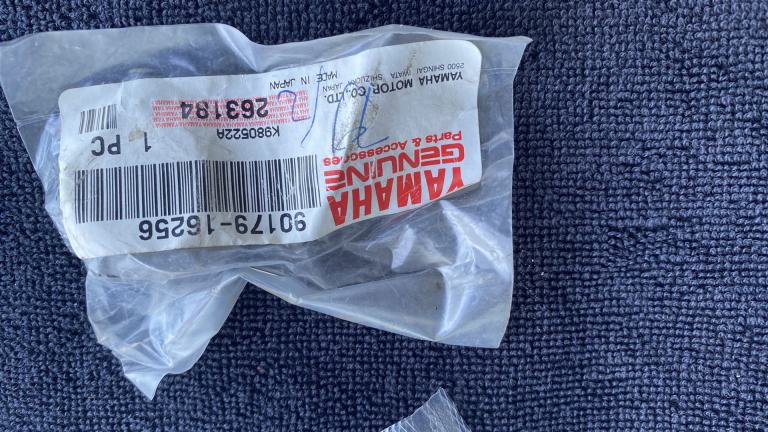 YAMAHA
GENUINE
Parts & Accessories
90179-16256
K980522A
1 PC
263184
YAMAHA MOTOR CO., LTD.
2500 SHINGAI IWATA SHIZUOKA
MADE IN JAPAN